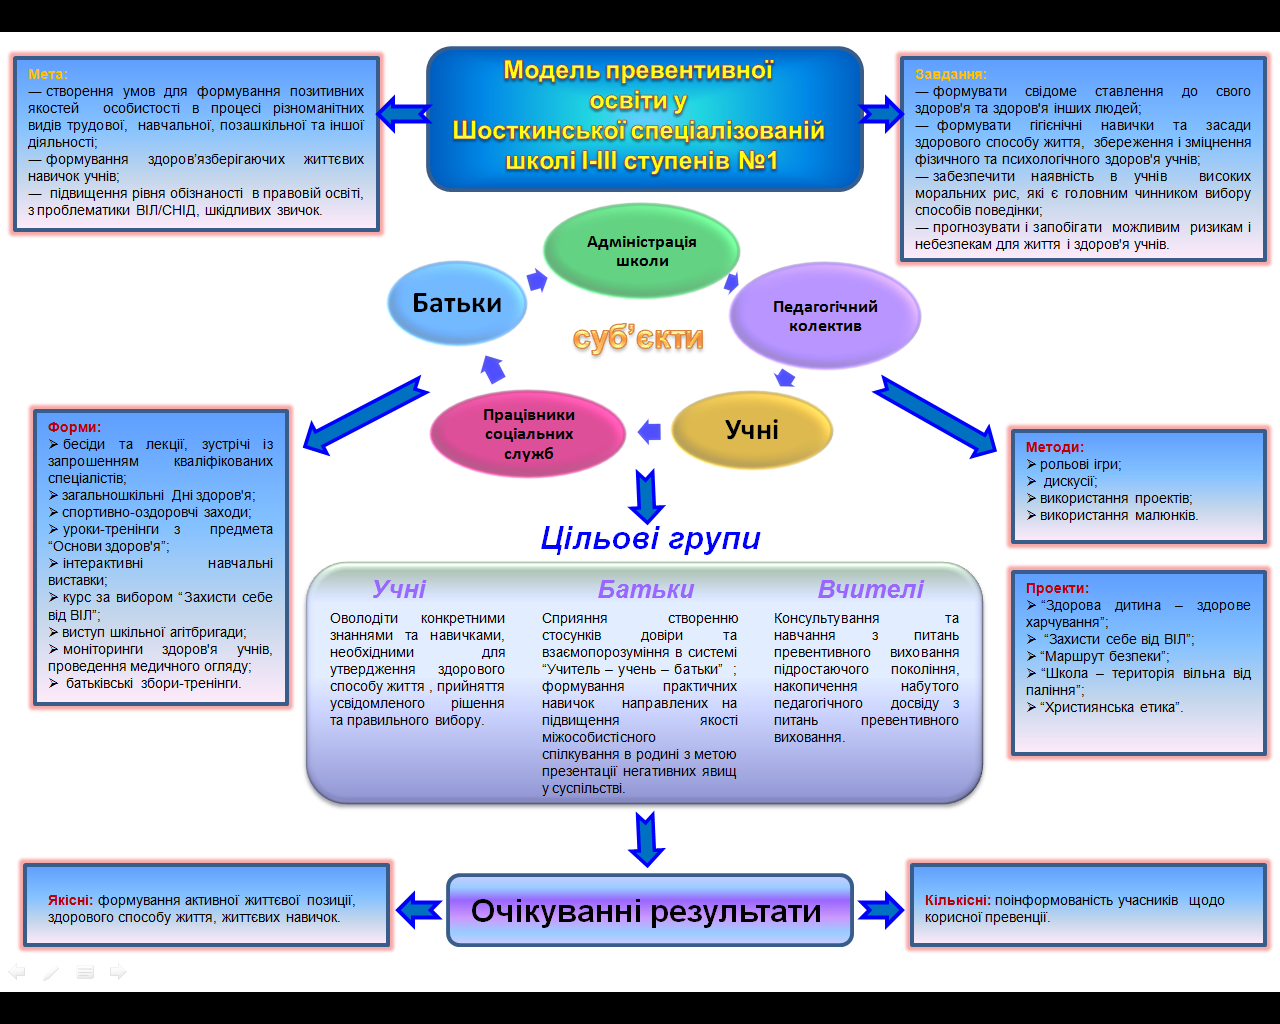 Модель превентивної
освіти у
Шосткинської спеціалізованій
школі І-ІІІ ступенів №1
Мета:
— створення умов для формування позитивних
якостей особистості в процесі різноманітних
видів трудової, навчальної, позашкільної та іншої
діяльності;
— формування здоров’язберігаючих життєвих
навичок учнів;
— підвищення рівня обізнаності в правовій освіті,
з проблематики ВІЛ/СНІД, шкідливих звичок.
Завдання:
— формувати свідоме ставлення до свого
здоров'я та здоров'я інших людей;
— формувати гігієнічні навички та засади
здорового способу життя, збереження і зміцнення
фізичного та психологічного здоров'я учнів;
— забезпечити наявність в учнів високих
моральних рис, які є головним чинником вибору
способів поведінки;
— прогнозувати і запобігати можливим ризикам і
небезпекам для життя і здоров'я учнів.
Адміністрація
школи
Педагогічний
колектив
Учні
Працівники
соціальних
служб
Батьки
суб’єкти
Форми:
➢ бесіди та лекції, зустрічі із
запрошенням кваліфікованих
спеціалістів;
➢ загальношкільні Дні здоров'я;
➢ спортивно-оздоровчі заходи;
➢ уроки-тренінги з предмета
“Основи здоров'я”;
➢ інтерактивні навчальні
виставки;
➢ курс за вибором “Захисти себе
від ВІЛ”;
➢ виступ шкільної агітбригади;
➢ моніторинги здоров'я учнів,
проведення медичного огляду;
➢ батьківські збори-тренінги.
Методи:
➢ рольові ігри;
➢ дискусії;
➢ використання проектів;
➢ використання малюнків.
Проекти:
➢ “Здорова дитина – здорове
харчування”;
➢ “Захисти себе від ВІЛ”;
➢ “Маршрут безпеки”;
➢ “Школа – територія вільна від
паління”;
➢ “Християнська етика”.
Цільові групи
Учні
Оволодіти конкретними
знаннями та навичками,
необхідними для
утвердження здорового
способу життя , прийняття
усвідомленого рішення
та правильного вибору.
Батьки
Сприяння створенню
стосунків довіри та
взаємопорозуміння в системі
“Учитель – учень – батьки” ;
формування практичних
навичок направлених на
підвищення якості
міжособистісного
спілкування в родині з метою
презентації негативних явищ
у суспільстві.
Вчителі
Консультування та
навчання з питань
превентивного виховання
підростаючого покоління,
накопичення набутого
педагогічного досвіду з
питань превентивного
виховання.
Очікуванні результати
Якісні: формування активної життєвої позиції,
здорового способу життя, життєвих навичок.
Кількісні: поінформованість учасників щодо
корисної превенції.